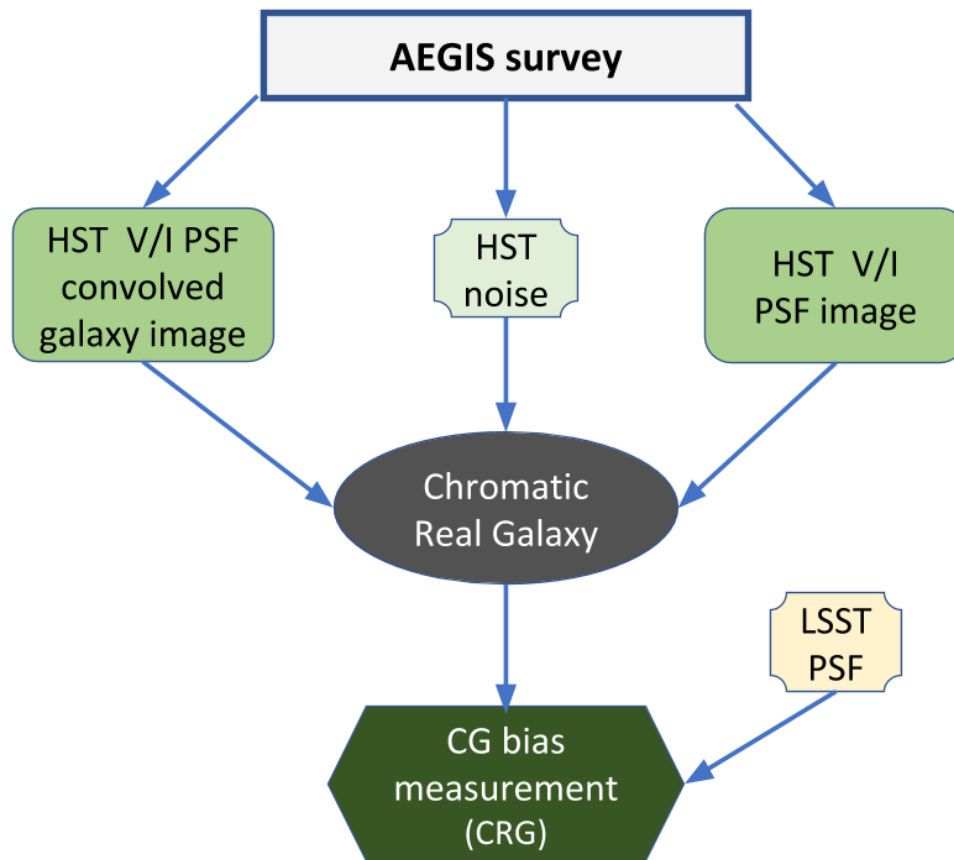 AEGIS survey
HST V/I PSF
convolved
galaxy image
HST
noise
HST V/I
PSF image
Chromatic
Real Galaxy
LSST
PSF
CG bias
measurement
(CRG)